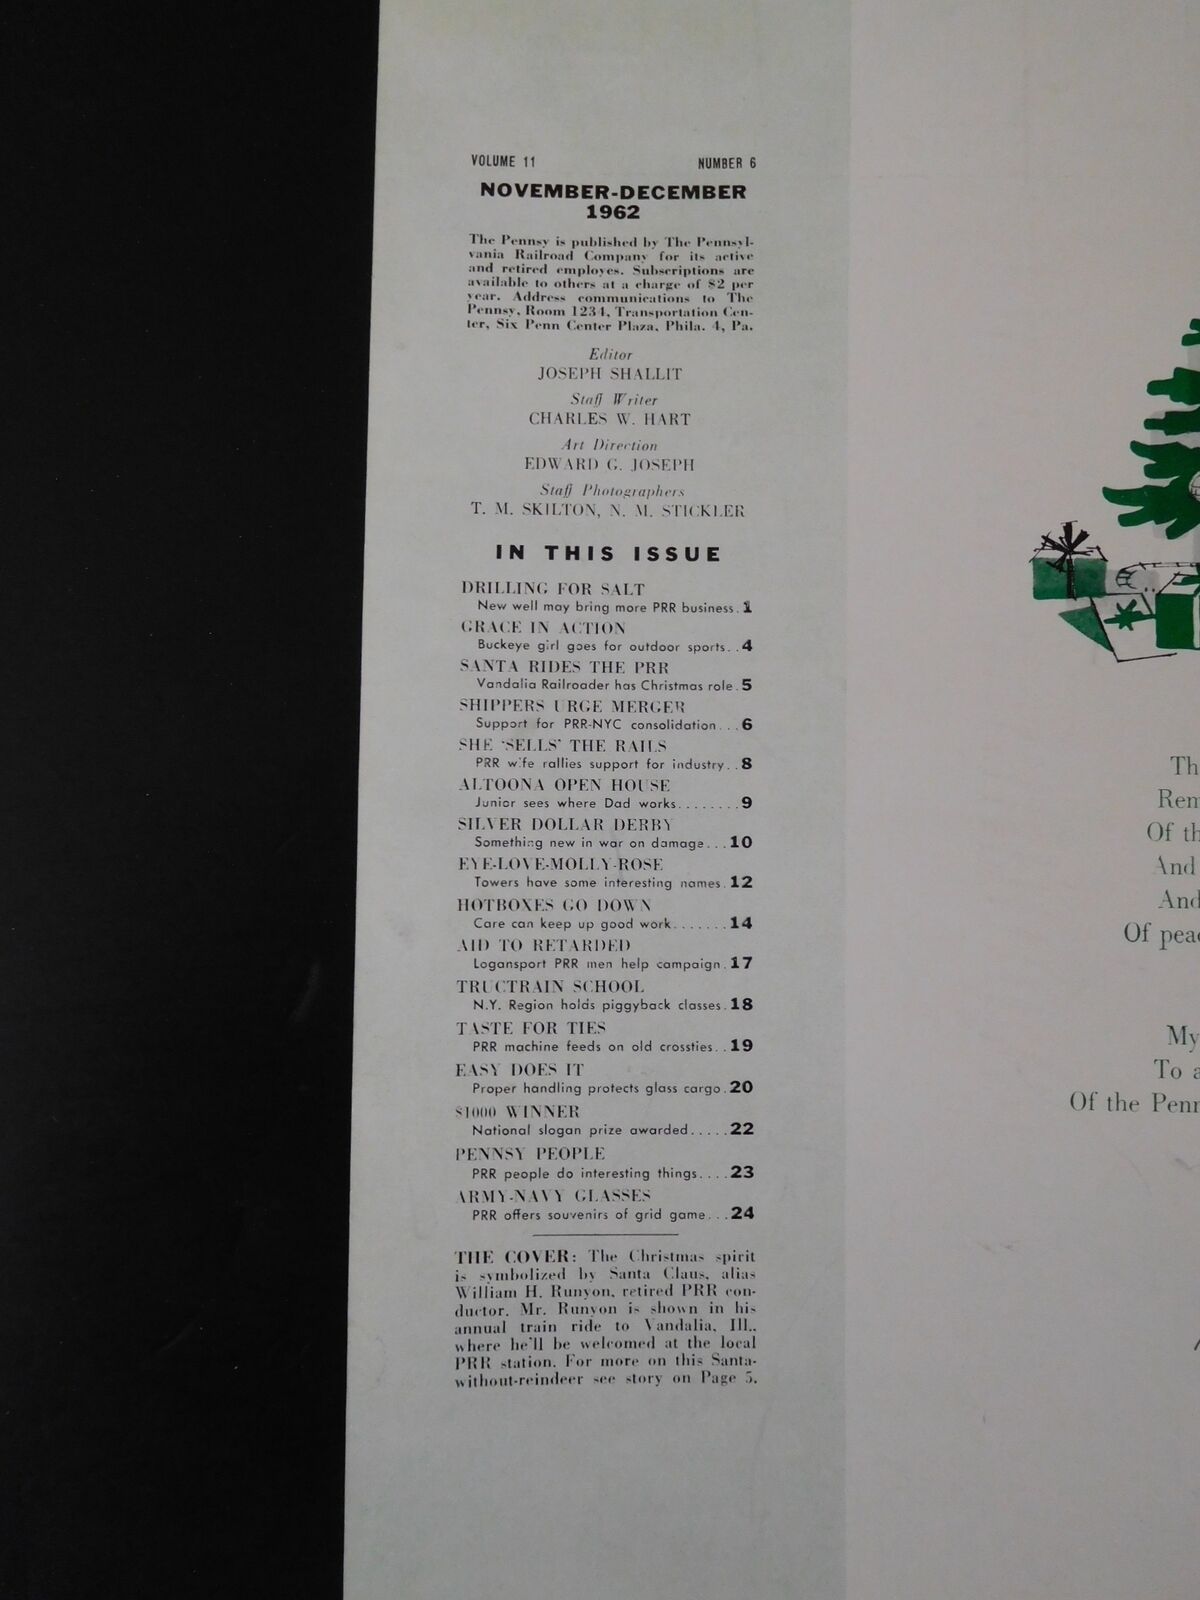 VOLUME 11 NUMBER 6
NOVEMBER-DECEMBER
1962
The Pennsy is published by The Pennsyl-
vania Railroad Company for its active
and retired employes. Subscriptions are
available to others at a charge of $2 per
year. Address communications to The
Pennsy, Room 1234, Transportation Cen-
ter, Six Penn Center Plaza, Phila. 4, Pa.
Editor
JOSEPH SHALLIT
Staff Writer
CHARLES W. HART
Art Direction
EDWARD G. JOSEPH
Staff Photographers
T. M. SKILTON, N. M. STICKLER
IN THIS ISSUE
DRILLING FOR SALT
New well may bring more PRR business. 1
GRACE IN ACTION
Buckeye girl goes for outdoor sports. . 4
SANTA RIDES THE PRR
Vandalia Railroader has Christmas role. 5
SHIPPERS URGE MERGER
Support for PRR-NYC consolidation. . . 6
SHE 'SELLS' THE RAILS
PRR wife rallies support for industry. . 8
ALTOONA OPEN HOUSE
Junior sees where Dad works. . . . . . . . 9
SILVER DOLLAR DERBY
Something new in war on damage. . . 10
EYE-LOVE-MOLLY-ROSE
Towers have some interesting names. 12
HOTBOXES GO DOWN
Care can keep up good work. . . . . . . 14
AID TO RETARDED
Logansport PRR men help campaign. 17
TRUCTRAIN SCHOOL
N.Y. Region holds piggyback classes. 18
TASTE FOR TIES
PRR machine feeds on old crossties. . 19
EASY DOES IT
Proper handling protects glass cargo. 20
$1000 WINNER
National slogan prize awarded. . . . . 22
PENNSY PEOPLE
PRR people do interesting things. . . . 23
ARMY-NAVY GLASSES
PRR offers souvenirs of grid game. . . 24
THE COVER: The Christmas spirit
is symbolized by Santa Claus, alias
William H. Runyon, retired PRR con-
ductor. Mr. Runyon is shown in his
annual train ride to Vandalia, Ill.,
where he'll be welcomed at the local
PRR station. For more on this Santa-
without-reindeer see story on Page 5.
Of
And
And
Of
My
To
Of the